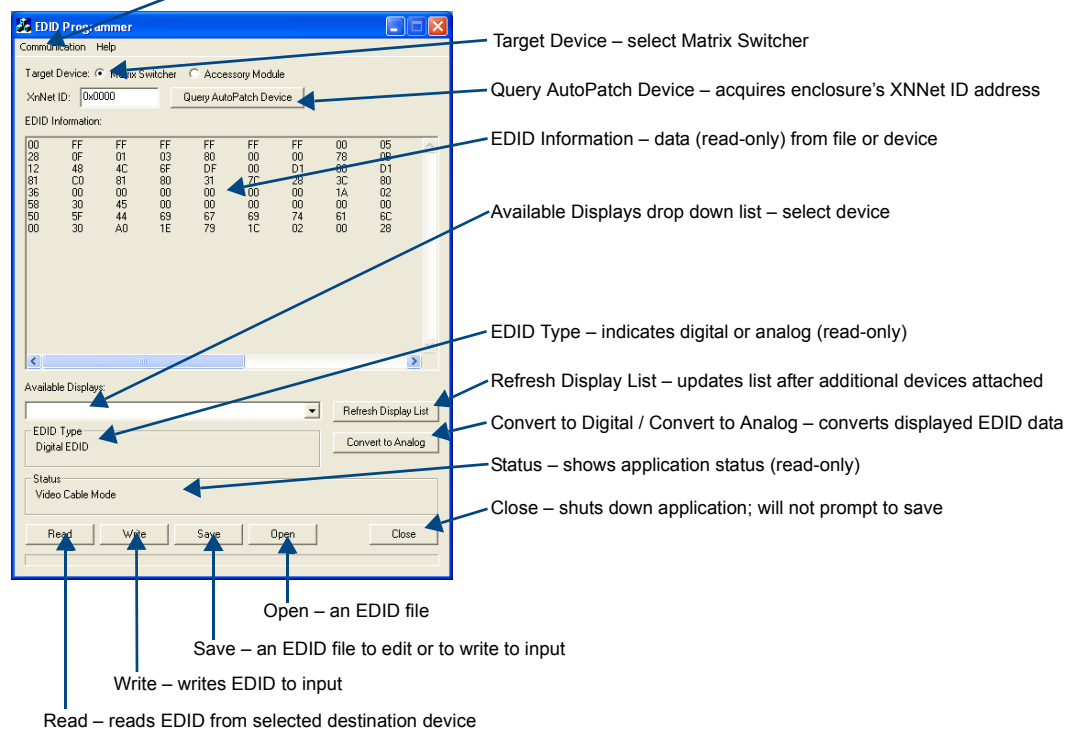 EDID Programmer
Communication Help
Target Device – select Matrix Switcher
Target Device: Matrix Switcher Accessory Module
XnNet ID: 0x0000 Query AutoPatch Device
Query AutoPatch Device – acquires enclosure's XNNet ID address
EDID Information:
EDID Information – data (read-only) from file or device
00 FF FF FF FF FF FF 00 05
28 0F 01 03 80 00 00 78 0B
12 48 4C 6F DF 00 D1 00 D1
81 C0 81 80 31 7C 28 3C 80
36 00 00 00 00 00 00 1A 02
58 30 45 00 00 00 00 00 00
50 5F 44 69 67 69 74 61 6C
00 30 A0 1E 79 1C 02 00 28
Available Displays drop down list – select device
EDID Type – indicates digital or analog (read-only)
Available Displays:
Refresh Display List – updates list after additional devices attached
Refresh Display List
Convert to Digital / Convert to Analog – converts displayed EDID data
EDID Type
Digital EDID
Convert to Analog
Status – shows application status (read-only)
Status
Video Cable Mode
Close – shuts down application; will not prompt to save
Read Write Save Open Close
Open – an EDID file
Save – an EDID file to edit or to write to input
Write – writes EDID to input
Read – reads EDID from selected destination device